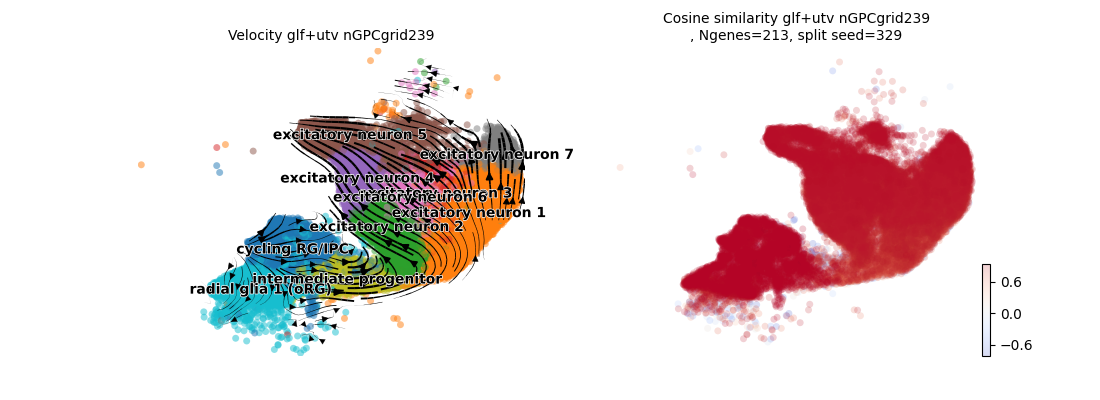 Velocity glf+utv nGPCgrid239
Cosine similarity glf+utv nGPCgrid239
, Ngenes=213, split seed=329
excitatory neuron 5
excitatory neuron 7
excitatory neuron 4
excitatory neuron 3
excitatory neuron 6
excitatory neuron 1
excitatory neuron 2
cycling RG/IPC
intermediate progenitor
radial glia 1 (oRG)
0.6
0.0
−0.6